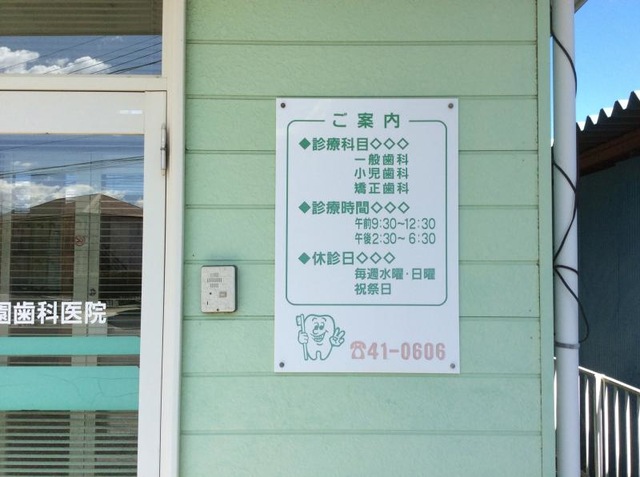 ご案内
◆診療科目◇◇◇
一般歯科
小児歯科
矯正歯科
◆診療時間◇◇◇
午前9:30~12:30
午後2:30~ 6:30
◆休診日◇◇◇
毎週水曜・日曜
祝祭日
☎41-0606
園歯科医院